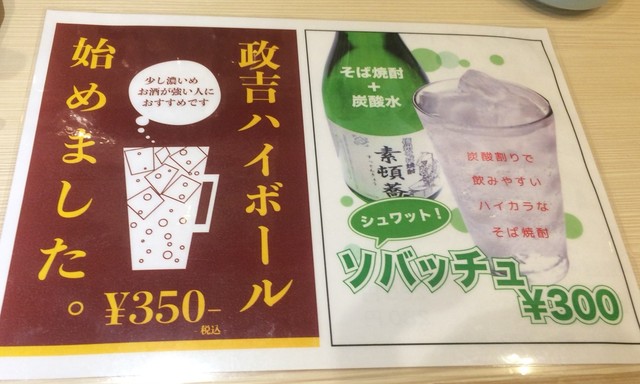 政吉ハイボール
始めました。
少し濃いめ
お酒が強い人に
おすすめです
¥350-
税込
そば焼酎
+
炭酸水
素頓蕎
炭酸割りで
飲みやすい
ハイカラな
そば焼酎
シュワット!
ソバッチュ
¥300